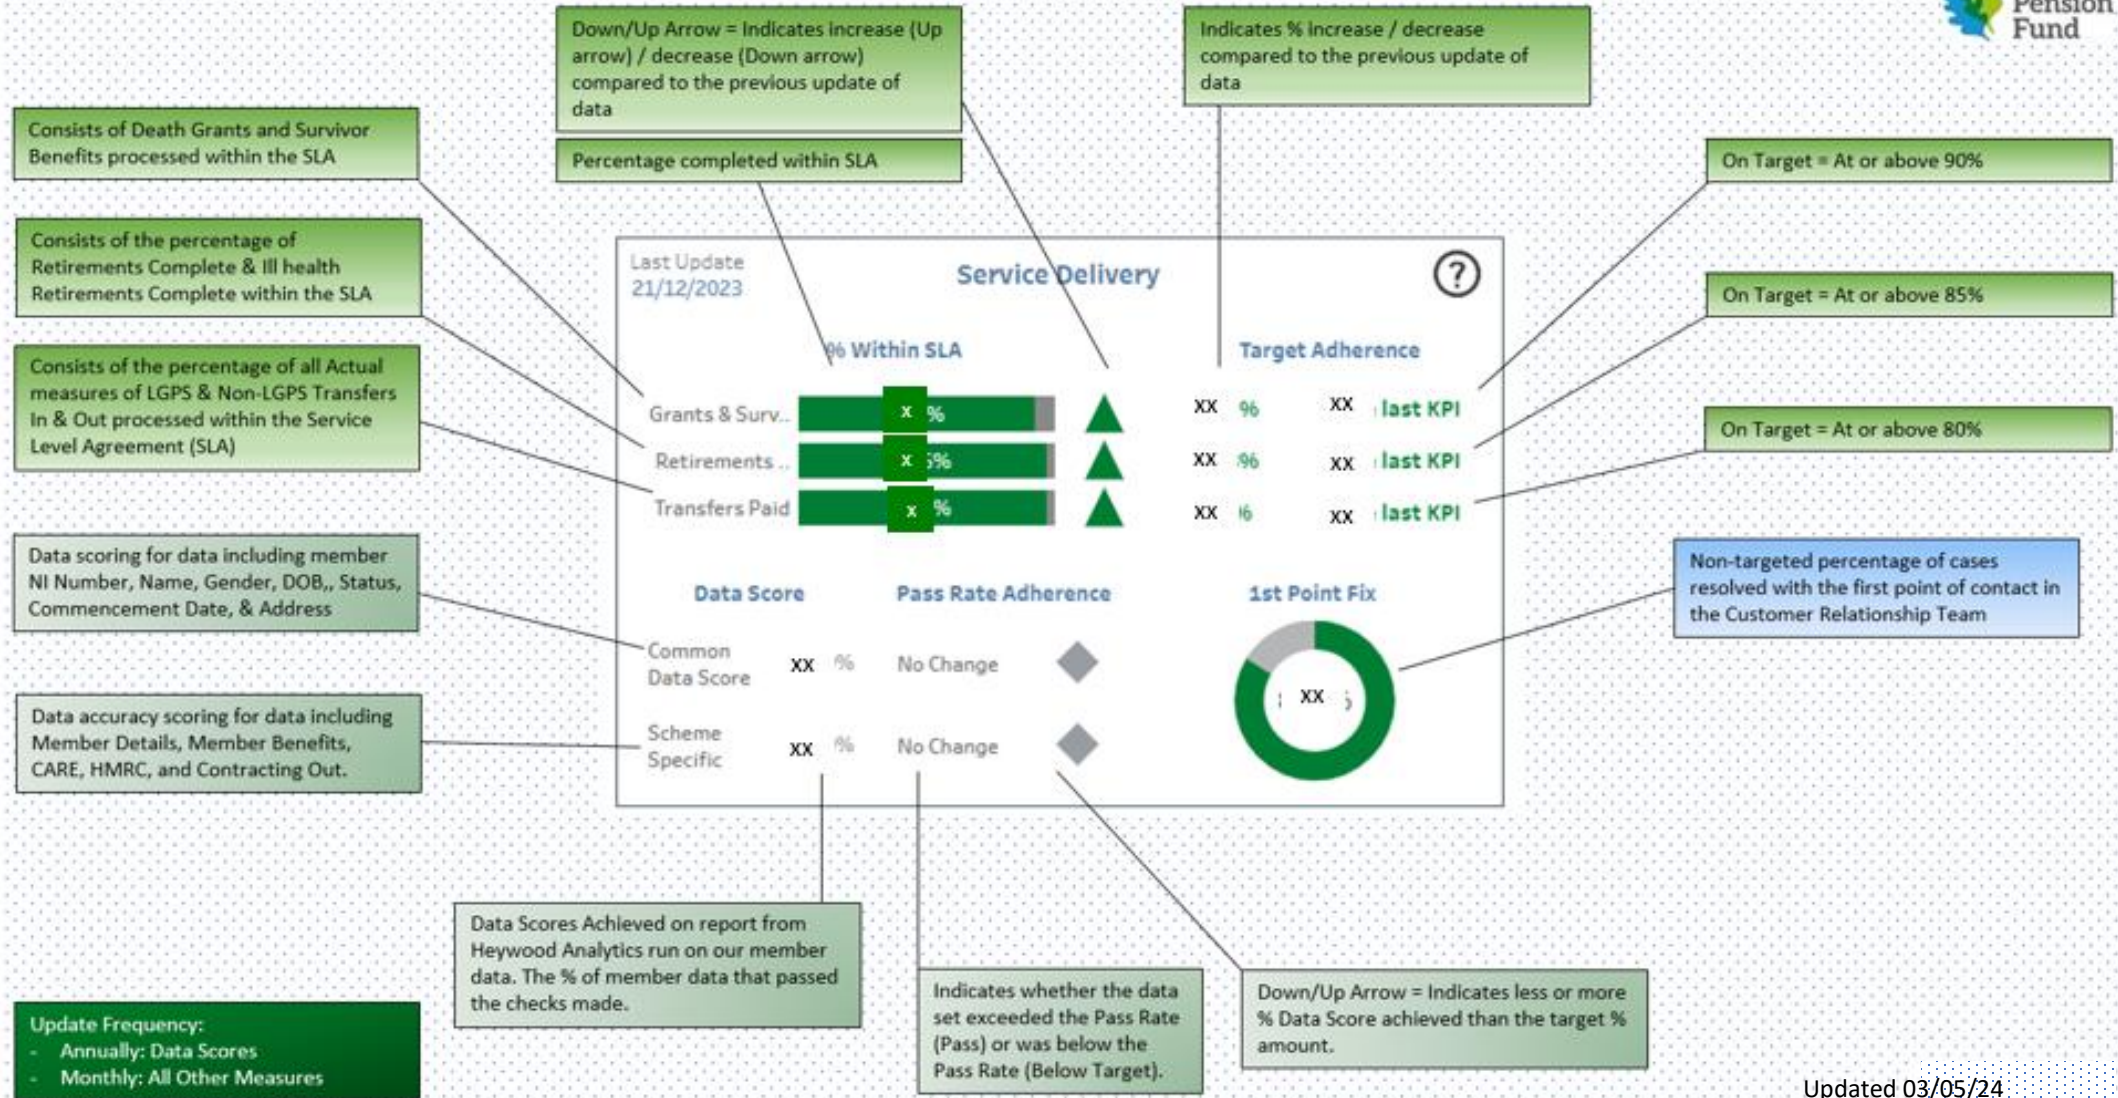 Pension
Fund
Down/Up Arrow = Indicates increase (Up
arrow) / decrease (Down arrow)
compared to the previous update of
data
Indicates % increase / decrease
compared to the previous update of
data
Consists of Death Grants and Survivor
Benefits processed within the SLA
Percentage completed within SLA
On Target = At or above 90%
Consists of the percentage of
Retirements Complete & Ill health
Retirements Complete within the SLA
On Target = At or above 85%
Consists of the percentage of all Actual
measures of LGPS & Non-LGPS Transfers
In & Out processed within the Service
Level Agreement (SLA)
On Target = At or above 80%
Last Update
21/12/2023
Service Delivery
?
% Within SLA
Target Adherence
Grants & Surv..
x %
xx %
xx last KPI
Retirements ..
x %
xx %
xx last KPI
Transfers Paid
x %
xx %
xx last KPI
Data scoring for data including member
NI Number, Name, Gender, DOB,, Status,
Commencement Date, & Address
Non-targeted percentage of cases
resolved with the first point of contact in
the Customer Relationship Team
Data Score
Pass Rate Adherence
1st Point Fix
Common
Data Score
xx %
No Change
xx
Data accuracy scoring for data including
Member Details, Member Benefits,
CARE, HMRC, and Contracting Out.
Scheme
Specific
xx %
No Change
Data Scores Achieved on report from
Heywood Analytics run on our member
data. The % of member data that passed
the checks made.
Indicates whether the data
set exceeded the Pass Rate
(Pass) or was below the
Pass Rate (Below Target).
Down/Up Arrow = Indicates less or more
% Data Score achieved than the target %
amount.
Update Frequency:
- Annually: Data Scores
- Monthly: All Other Measures
Updated 03/05/24